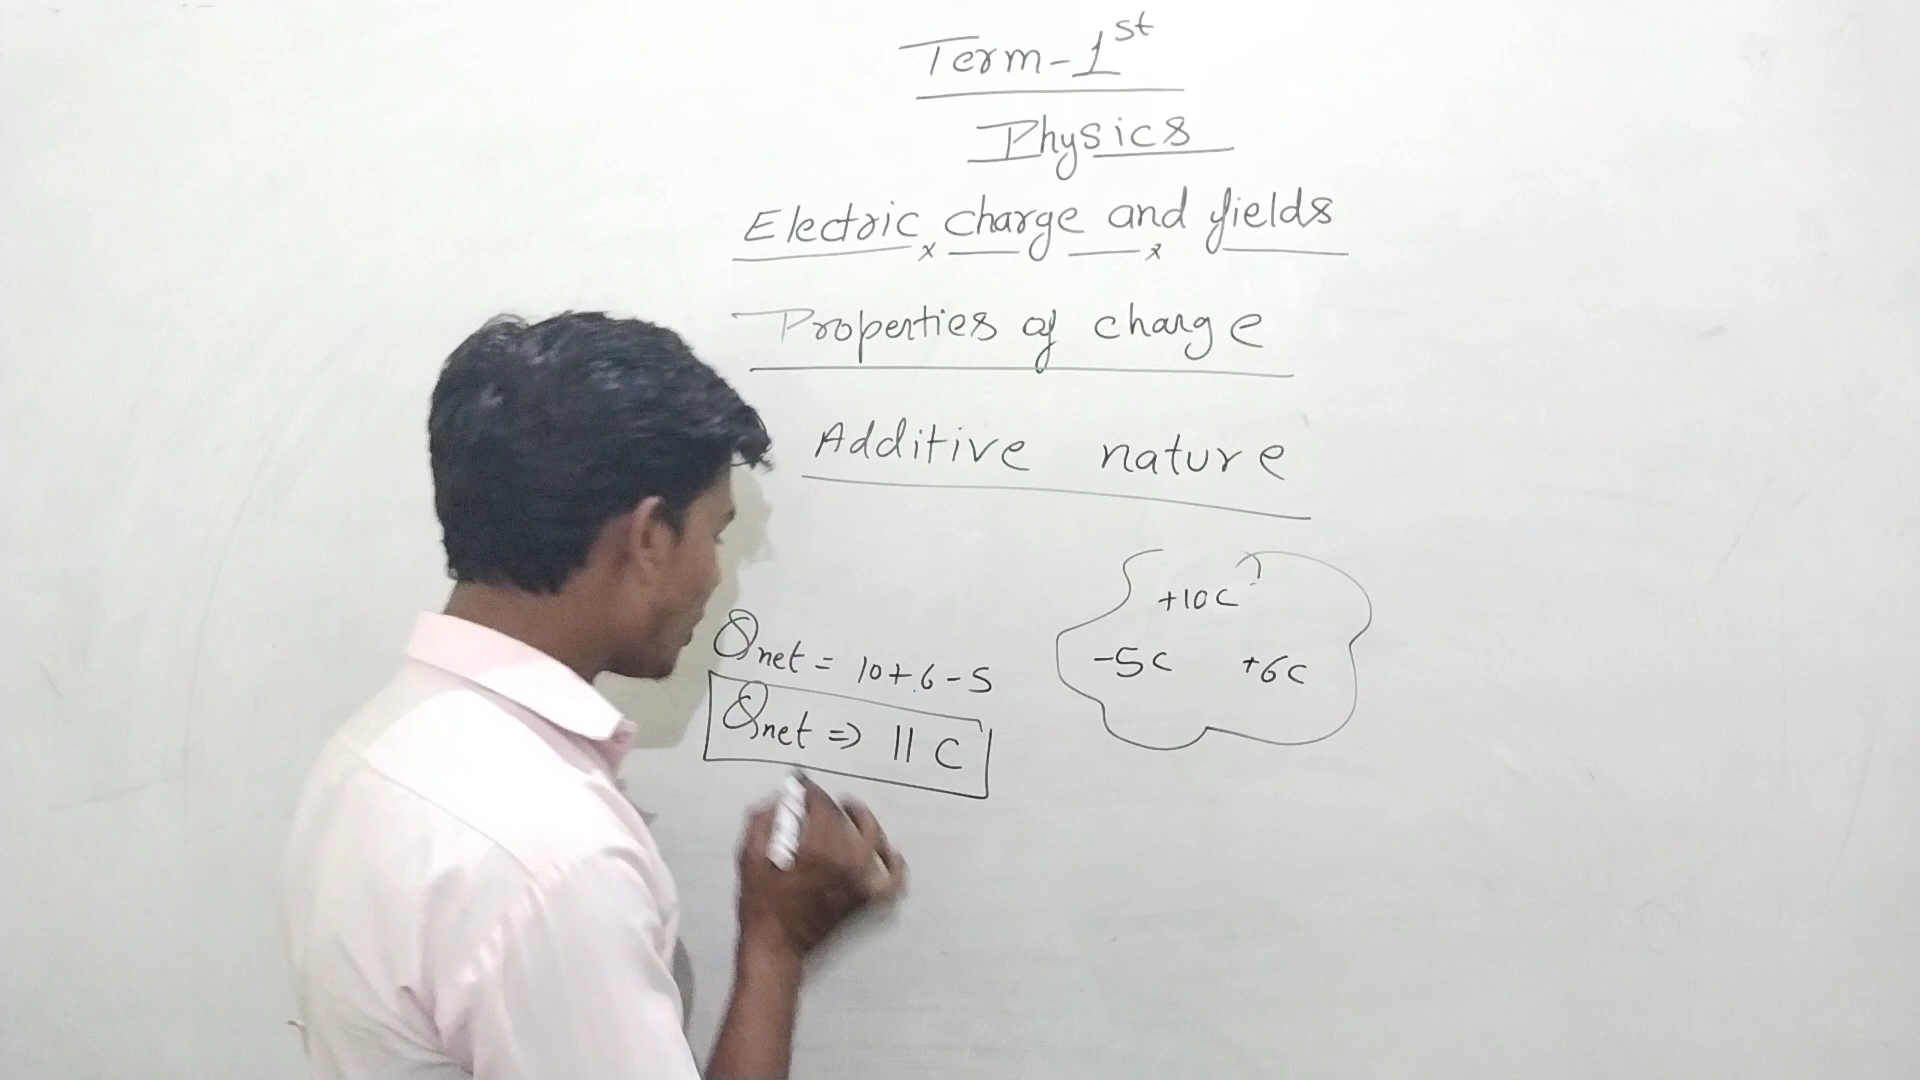 Term-1st
Physics
Electric charge and fields
Properties of charge
Additive nature
+10C
-5C +6C
Qnet = 10+6-5
Qnet => 11 C